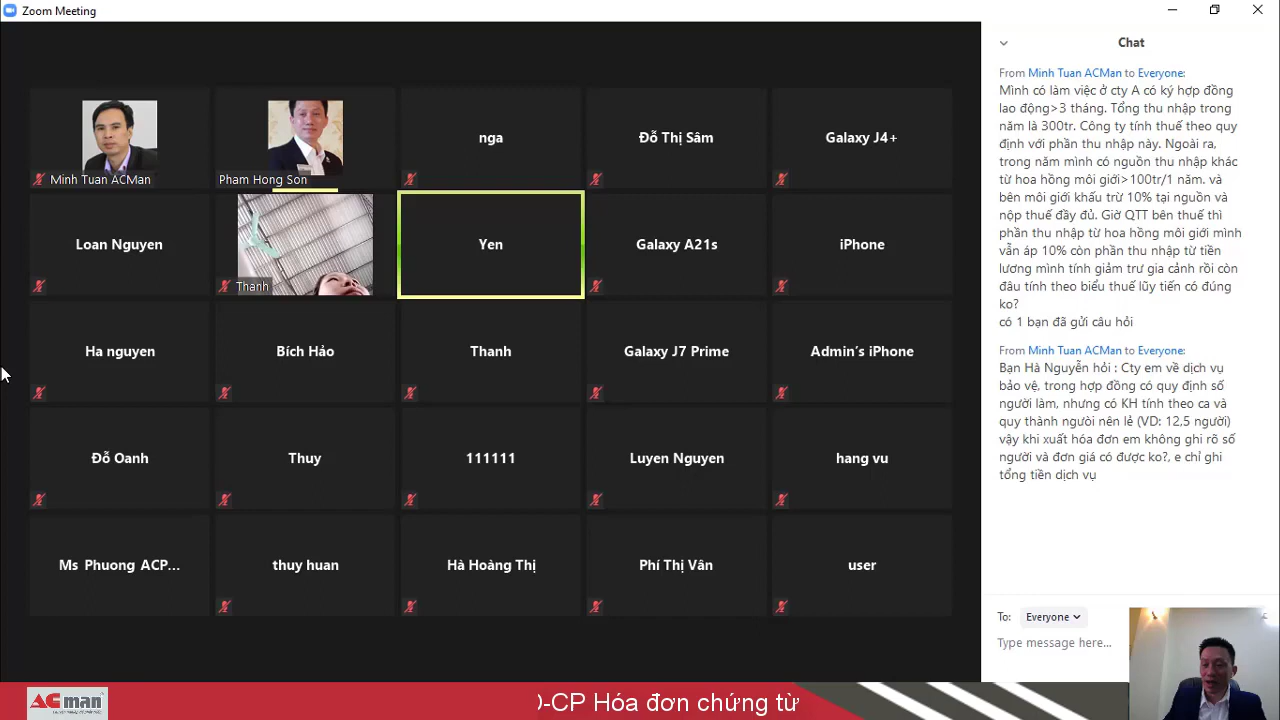 Zoom Meeting
Minh Tuan ACMan
Pham Hong Son
nga
Đỗ Thị Sâm
Galaxy J4+
Loan Nguyen
Thanh
Yen
Galaxy A21s
iPhone
Ha nguyen
Bích Hảo
Thanh
Galaxy J7 Prime
Admin's iPhone
Đỗ Oanh
Thuy
111111
Luyen Nguyen
hang vu
Ms Phuong ACP...
thuy huan
Hà Hoàng Thị
Phí Thị Vân
user
Chat
From Minh Tuan ACMan to Everyone:
Mình có làm việc ở cty A có ký hợp đồng
lao động>3 tháng. Tổng thu nhập trong
năm là 300tr. Công ty tính thuế theo quy
định với phần thu nhập này. Ngoài ra,
trong năm mình có nguồn thu nhập khác
từ hoa hồng môi giới>100tr/1 năm. và
bên môi giới khấu trừ 10% tại nguồn và
nộp thuế đầy đủ. Giờ QTT bên thuế thì
phần thu nhập từ hoa hồng môi giới mình
vẫn áp 10% còn phần thu nhập từ tiền
lương mình tính giảm trư gia cảnh rồi còn
đâu tính theo biểu thuế lũy tiến có đúng
ko?
có 1 bạn đã gửi câu hỏi
From Minh Tuan ACMan to Everyone:
Bạn Hà Nguyễn hỏi : Cty em về dịch vụ
bảo vệ, trong hợp đồng có quy định số
người làm, nhưng có KH tính theo ca và
quy thành ngưòi nên lẻ (VD: 12,5 người)
vậy khi xuất hóa đơn em không ghi rõ số
người và đơn giá có được ko?, e chỉ ghi
tổng tiền dịch vụ
To: Everyone
Type message here...
ACman
-CP Hóa đơn chứng từ